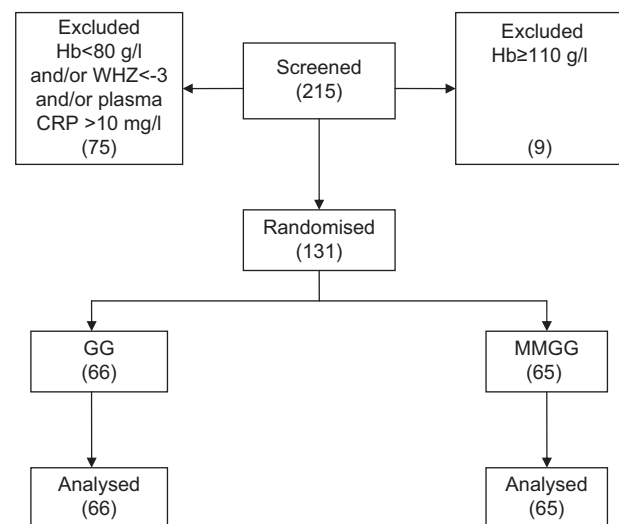 Excluded
Hb<80 g/l
and/or WHZ<-3
and/or plasma
CRP >10 mg/l
(75)
Screened
(215)
Excluded
Hb≥110 g/l
(9)
Randomised
(131)
GG
(66)
MMGG
(65)
Analysed
(66)
Analysed
(65)